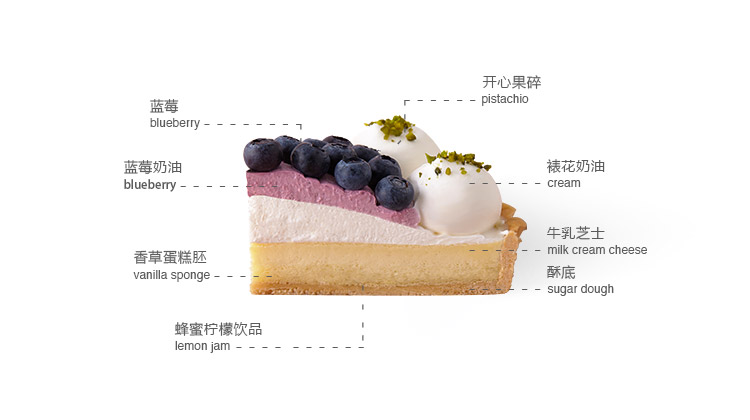 开心果碎
pistachio
蓝莓
blueberry
蓝莓奶油
blueberry
裱花奶油
cream
牛乳芝士
milk cream cheese
香草蛋糕胚
vanilla sponge
酥底
sugar dough
蜂蜜柠檬饮品
lemon jam